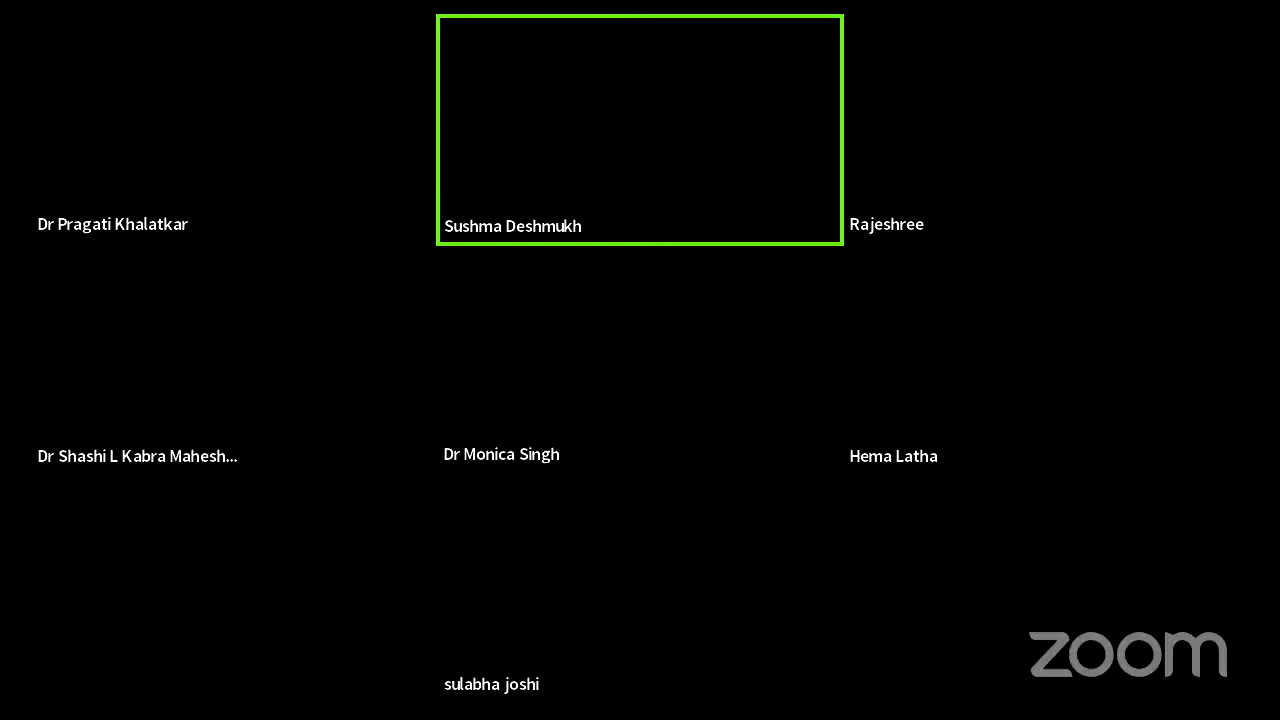 Dr Pragati Khalatkar
Sushma Deshmukh
Rajeshree
Dr Shashi L Kabra Mahesh...
Dr Monica Singh
Hema Latha
sulabha joshi
zoom